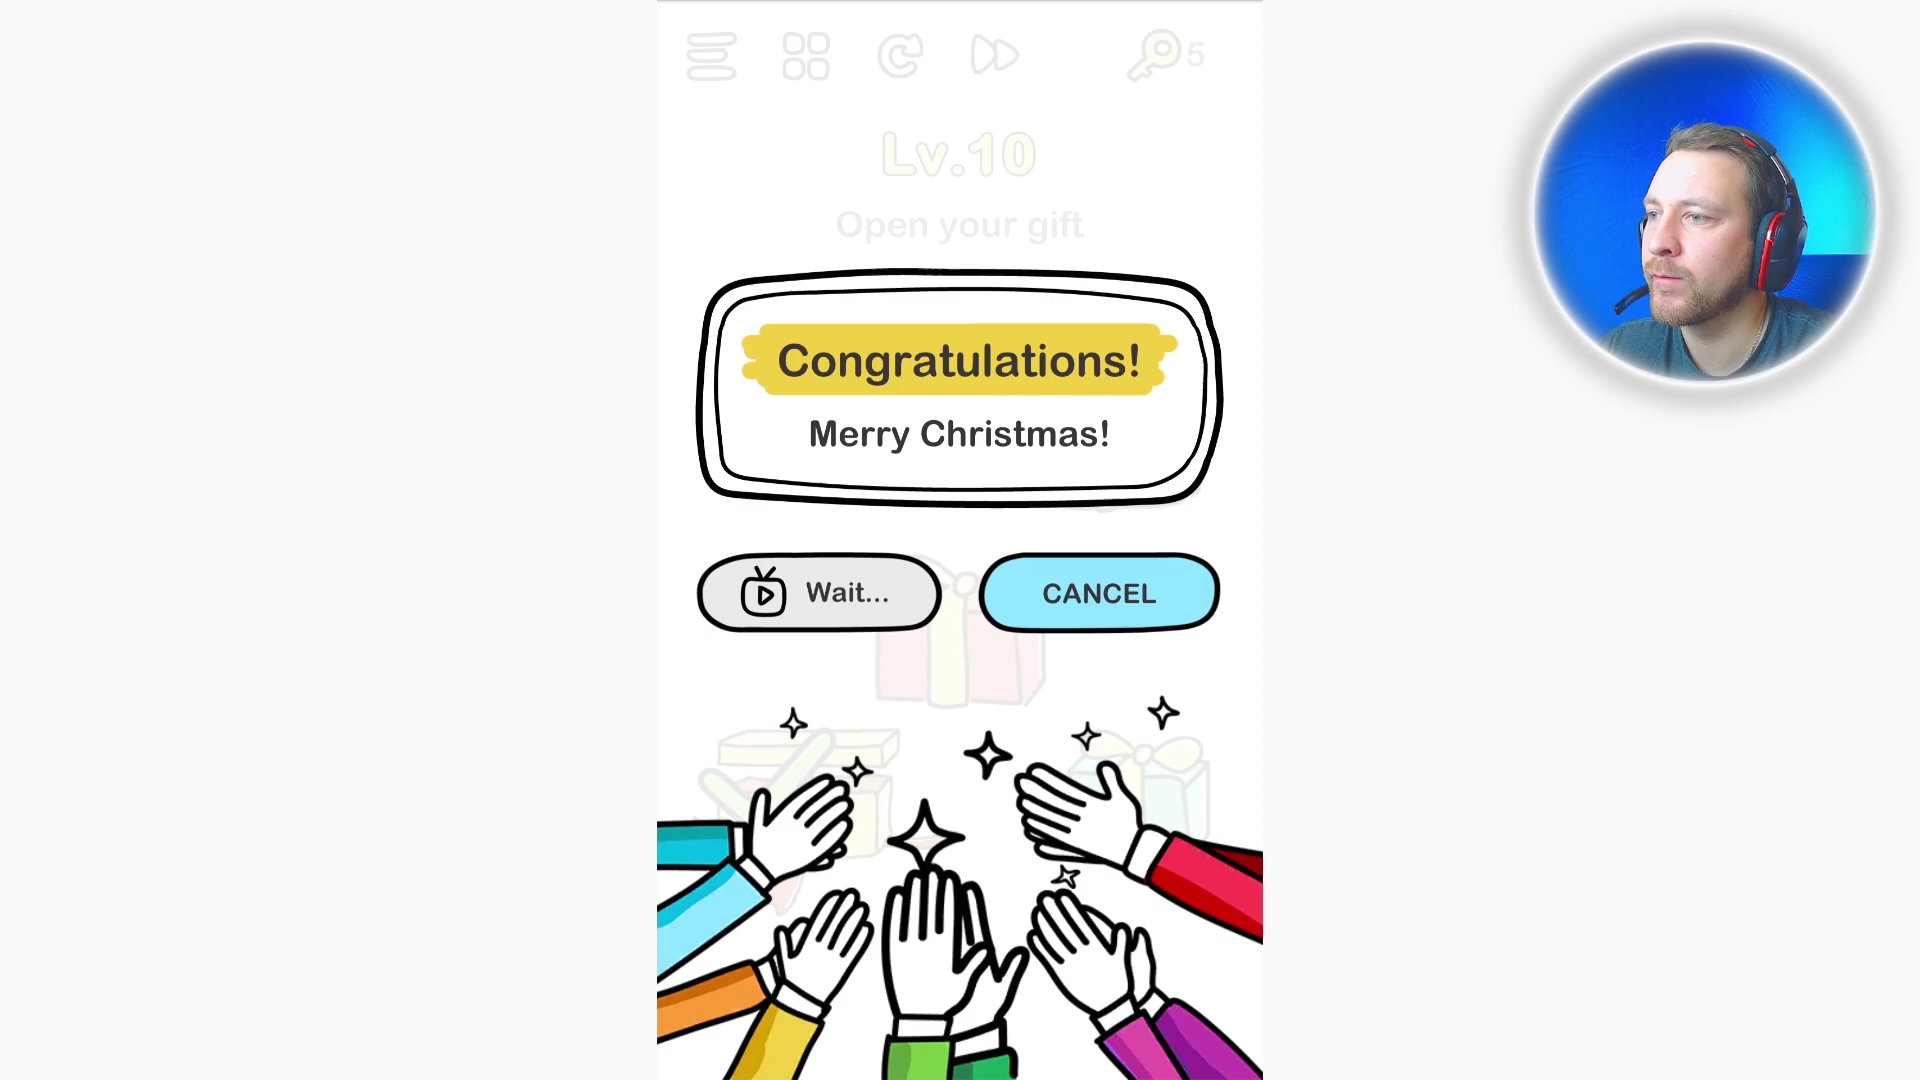 5
Lv.10
Open your gift
Congratulations!
Merry Christmas!
Wait...
CANCEL